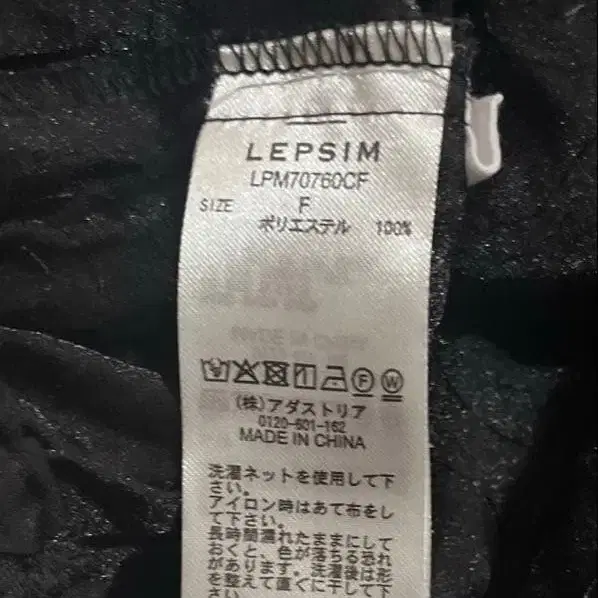 LEPSIM
LPM70760CF
SIZE F
ポリエステル 100%
(株)アダストリア
0120-601-162
MADE IN CHINA
洗濯ネットを使用して下
さい。
アイロン時はあて布をし
て下さい。
長時間濡れたままにして
おくと、色が落ちる恐れ
があります。洗濯後は形
を整えて直ぐに干して下
さい